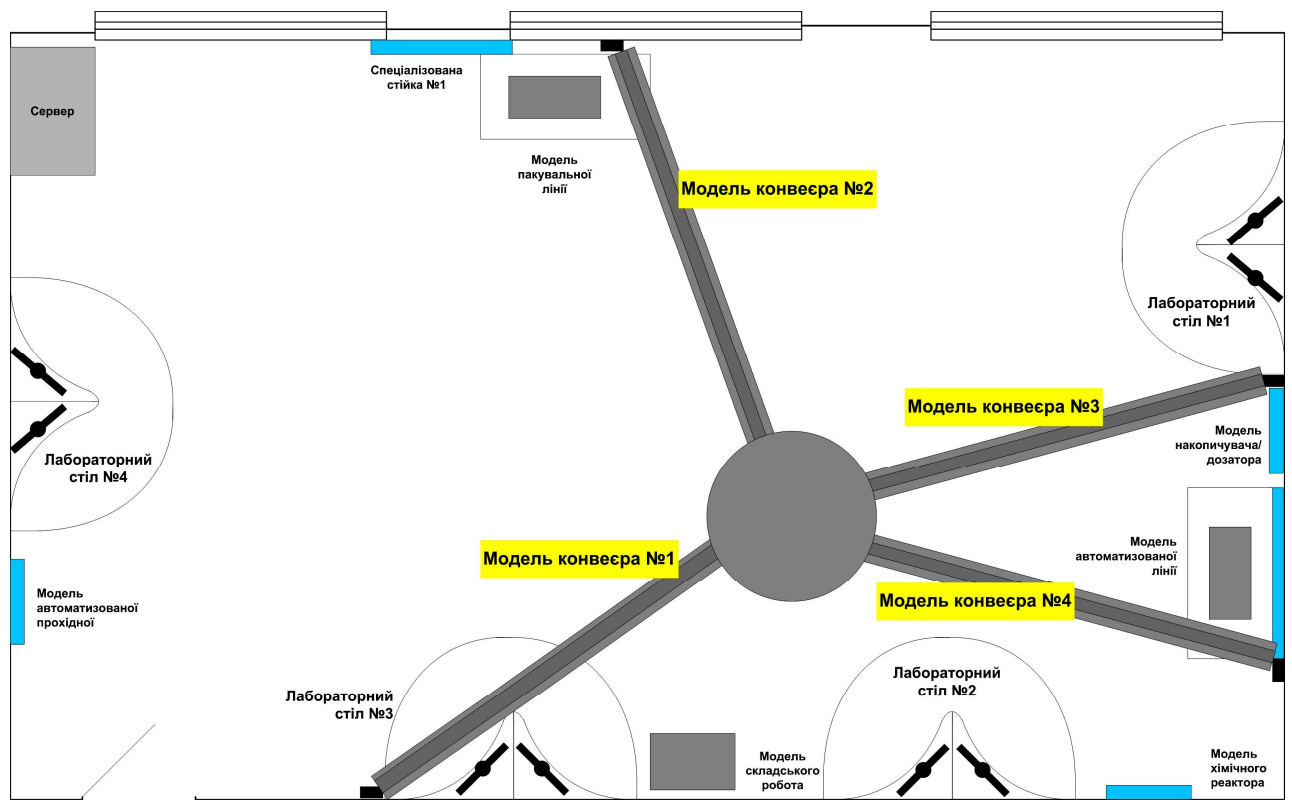 Спеціалізована
стійка №1
Сервер
Модель
пакувальної
лінії
Модель конвеєра №2
Лабораторний
стіл №1
Модель конвеєра №3
Модель
накопичувача/
дозатора
Лабораторний
стіл №4
Модель конвеєра №1
Модель
автоматизованої
лінії
Модель конвеєра №4
Модель
автоматизованої
прохідної
Лабораторний
стіл №2
Лабораторний
стіл №3
Модель
складського
робота
Модель
хімічного
реактора